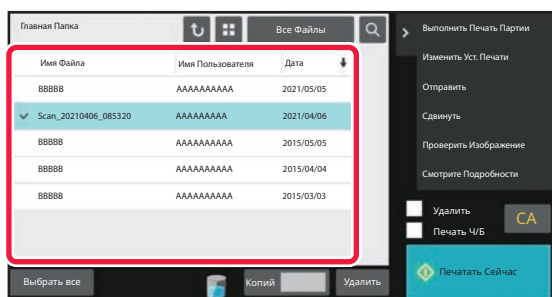 Главная Папка
Все Файлы
Имя Файла Имя Пользователя Дата
BBBBB AAAAAAAAAA 2021/05/05
Scan_20210406_085320 AAAAAAAAA 2021/04/06
BBBBB AAAAAAAAAA 2015/05/05
BBBBB AAAAAAAAAA 2015/04/04
BBBBB AAAAAAAAAA 2015/03/03
Выбрать все
Копий
Удалить
Выполнить Печать Партии
Изменить Уст. Печати
Отправить
Сдвинуть
Проверить Изображение
Смотрите Подробности
Удалить
Печать Ч/Б
CA
Печатать Сейчас